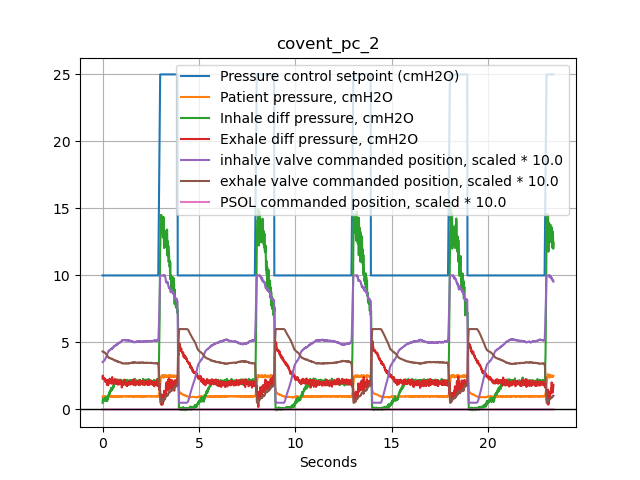 covent_pc_2
25
20
15
10
5
0
Pressure control setpoint (cmH2O)
Patient pressure, cmH2O
Inhale diff pressure, cmH2O
Exhale diff pressure, cmH2O
inhalve valve commanded position, scaled * 10.0
exhale valve commanded position, scaled * 10.0
PSOL commanded position, scaled * 10.0
0 5 10 15 20
Seconds